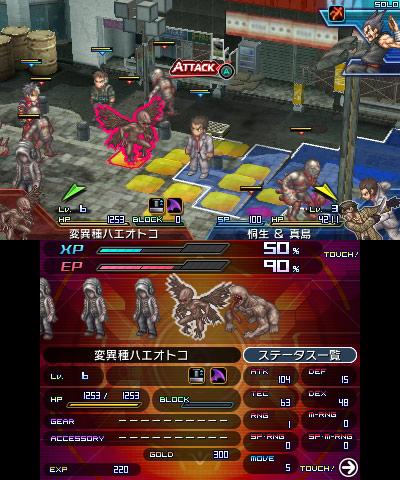 SOLO
ATTACK A
LV. 6
HP 1253 BLOCK 0
変異種ハエオトコ
LV. 3
SP 100 HP 4211
桐生 & 真島
XP 50%
EP 90%
TOUCH!
変異種ハエオトコ
ステータス一覧
LV. 6
HP 1253 / 1253 BLOCK
GEAR
ACCESSORY
GOLD 300
EXP 220
ATK 104 DEF 15
TEC 63 DEX 48
RNG 1 M-RNG 0
SP-RNG 0 SP-M-RNG 0
MOVE 5 TOUCH!